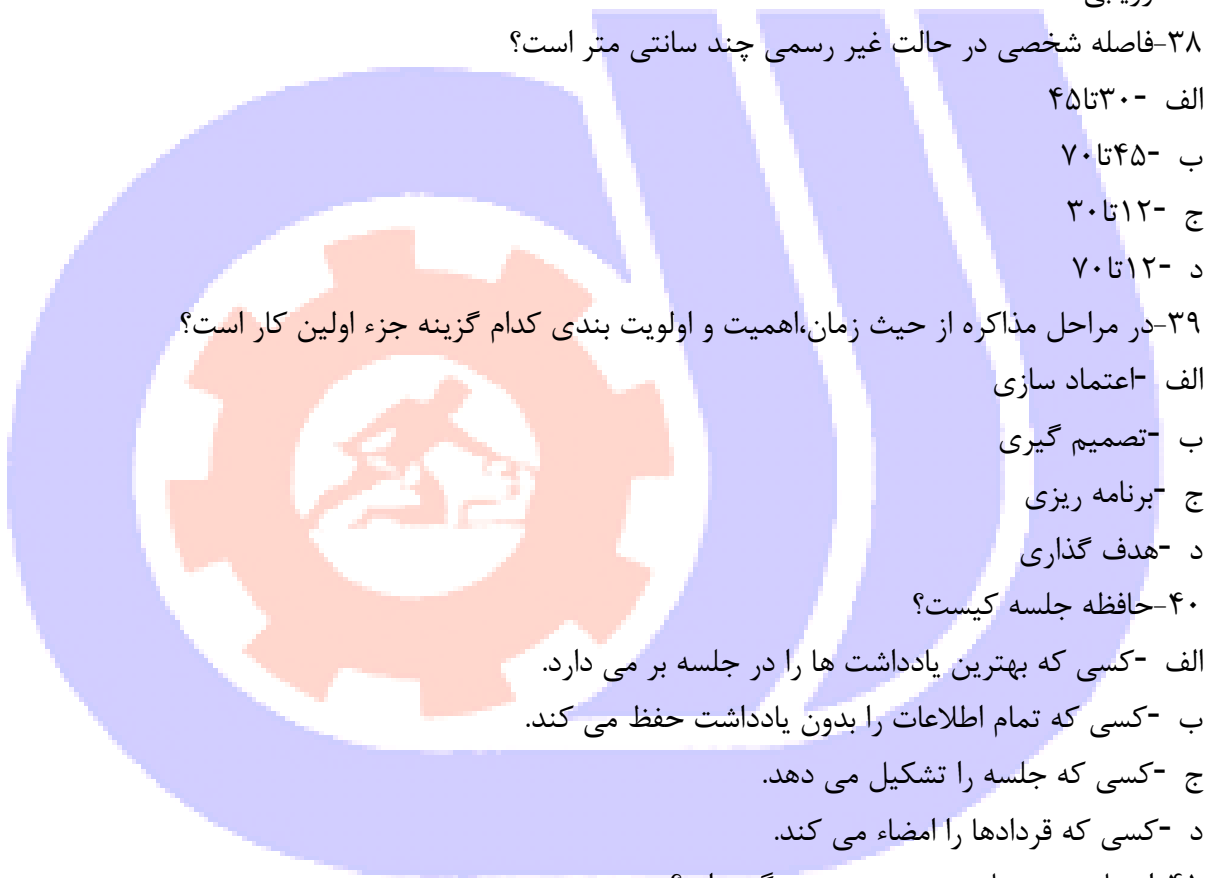 ۳۸-فاصله شخصی در حالت غیر رسمی چند سانتی متر است؟
الف -۳۰تا۴۵
ب -۴۵تا۷۰
ج -۱۲تا۳۰
د -۱۲تا۷۰
۳۹-در مراحل مذاکره از حیث زمان،اهمیت و اولویت بندی کدام گزینه جزء اولین کار است؟
الف -اعتماد سازی
ب -تصمیم گیری
ج -برنامه ریزی
د -هدف گذاری
۴۰-حافظه جلسه کیست؟
الف -کسی که بهترین یادداشت ها را در جلسه بر می دارد.
ب -کسی که تمام اطلاعات را بدون یادداشت حفظ می کند.
ج -کسی که جلسه را تشکیل می دهد.
د -کسی که قردادها را امضاء می کند.